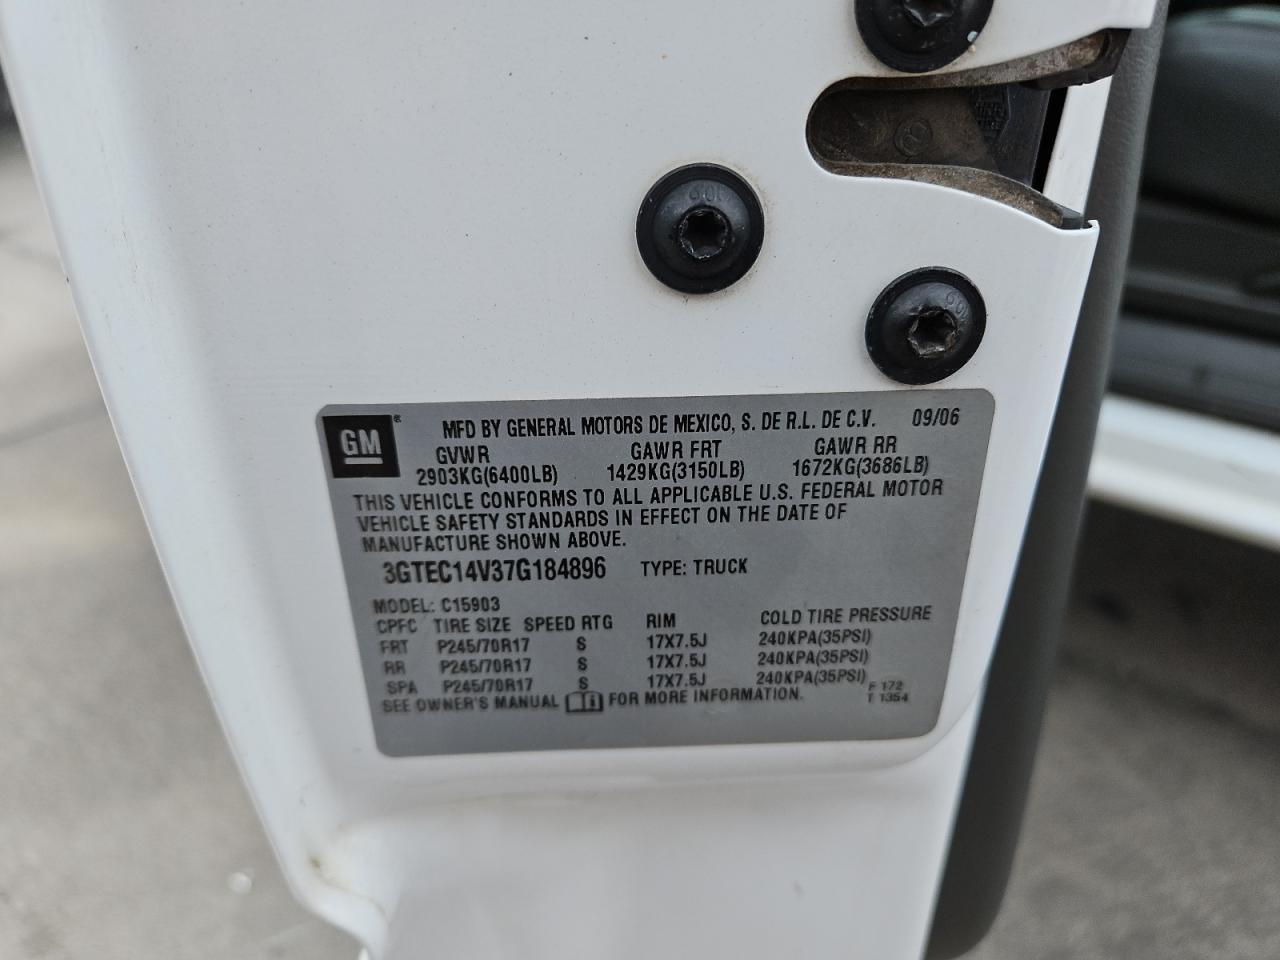 109
109
GM ® MFD BY GENERAL MOTORS DE MEXICO, S. DE R.L. DE C.V. 09/06
GVWR GAWR FRT GAWR RR
2903KG(6400LB) 1429KG(3150LB) 1672KG(3686LB)
THIS VEHICLE CONFORMS TO ALL APPLICABLE U.S. FEDERAL MOTOR
VEHICLE SAFETY STANDARDS IN EFFECT ON THE DATE OF
MANUFACTURE SHOWN ABOVE.
3GTEC14V37G184896 TYPE: TRUCK
MODEL: C15903
CPFC TIRE SIZE SPEED RTG RIM COLD TIRE PRESSURE
FRT P245/70R17 S 17X7.5J 240KPA(35PSI)
RR P245/70R17 S 17X7.5J 240KPA(35PSI)
SPA P245/70R17 S 17X7.5J 240KPA(35PSI)
SEE OWNER'S MANUAL i FOR MORE INFORMATION.
F 172
T 1354